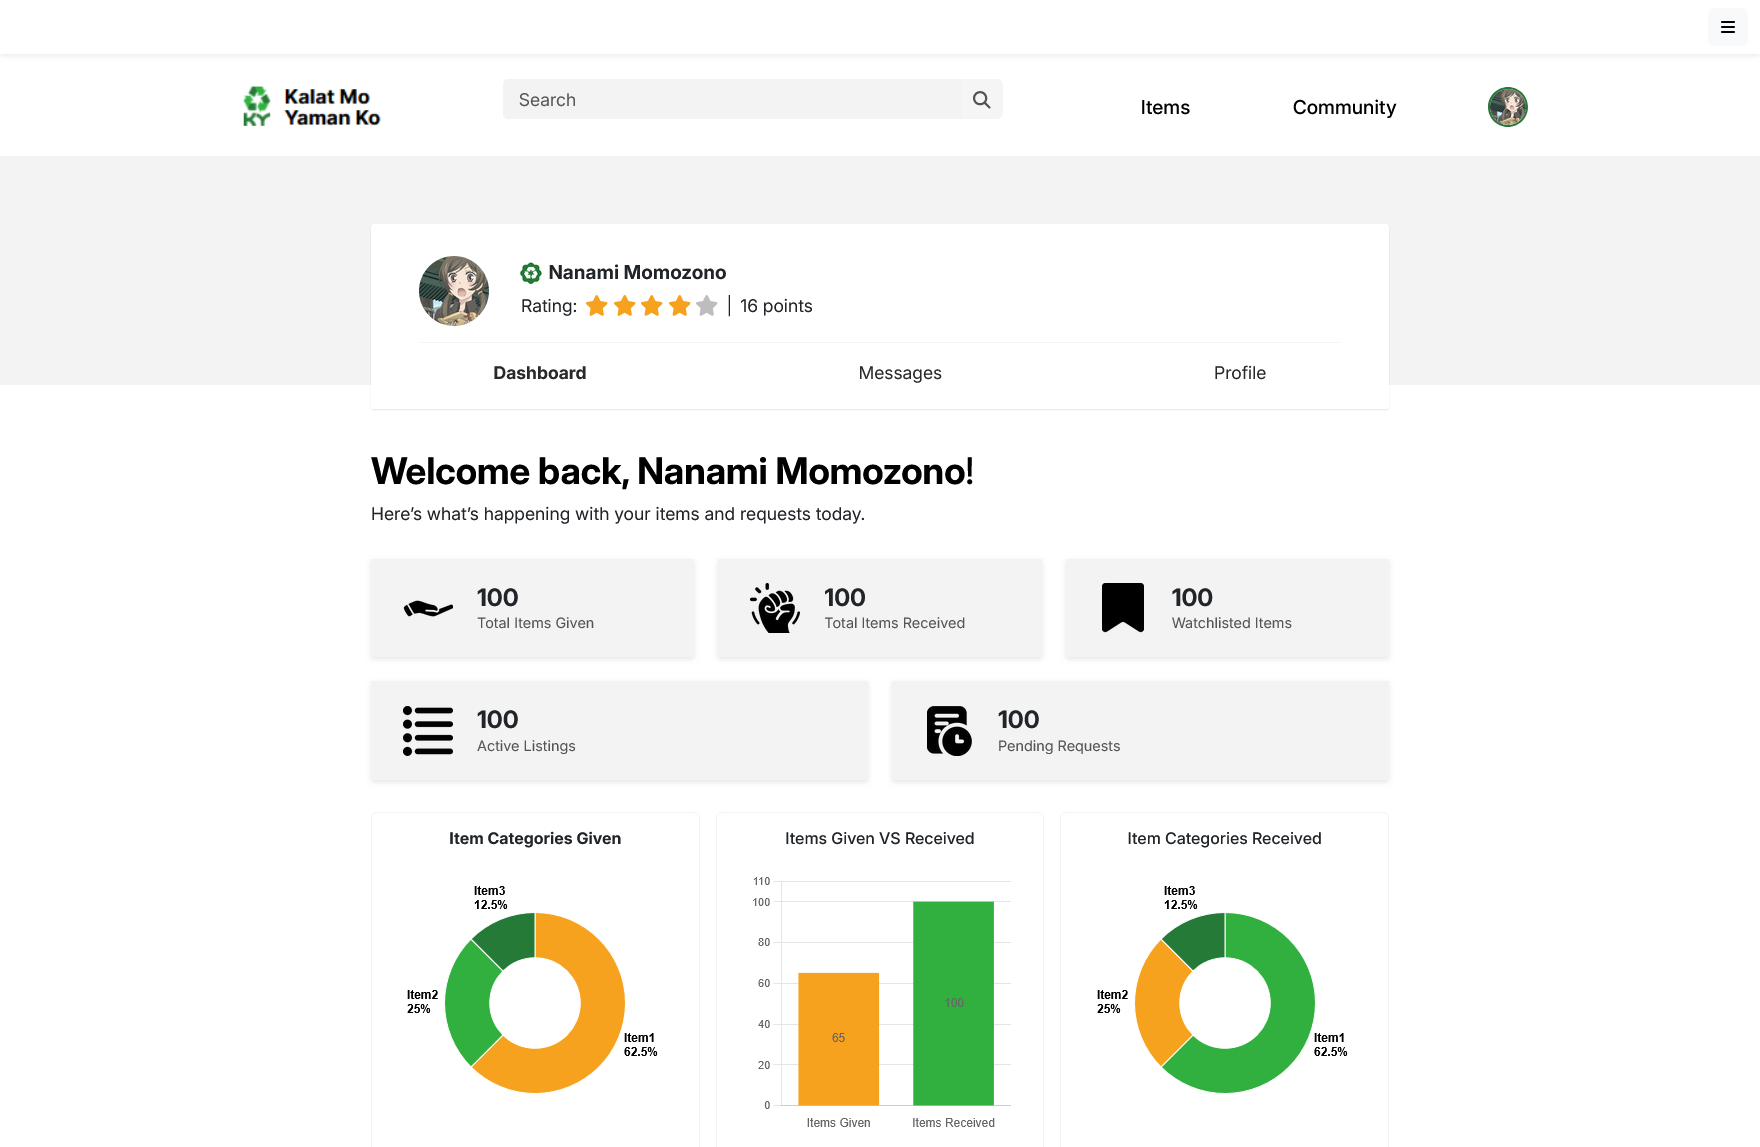 Kalat Mo
Yaman Ko
KY
Search
Items
Community
Nanami Momozono
Rating: | 16 points
Dashboard
Messages
Profile
Welcome back, Nanami Momozono!
Here’s what’s happening with your items and requests today.
100
Total Items Given
100
Total Items Received
100
Watchlisted Items
100
Active Listings
100
Pending Requests
Item Categories Given
Item3
12.5%
Item2
25%
Item1
62.5%
Items Given VS Received
110
100
80
60
40
20
0
65
100
Items Given
Items Received
Item Categories Received
Item3
12.5%
Item2
25%
Item1
62.5%